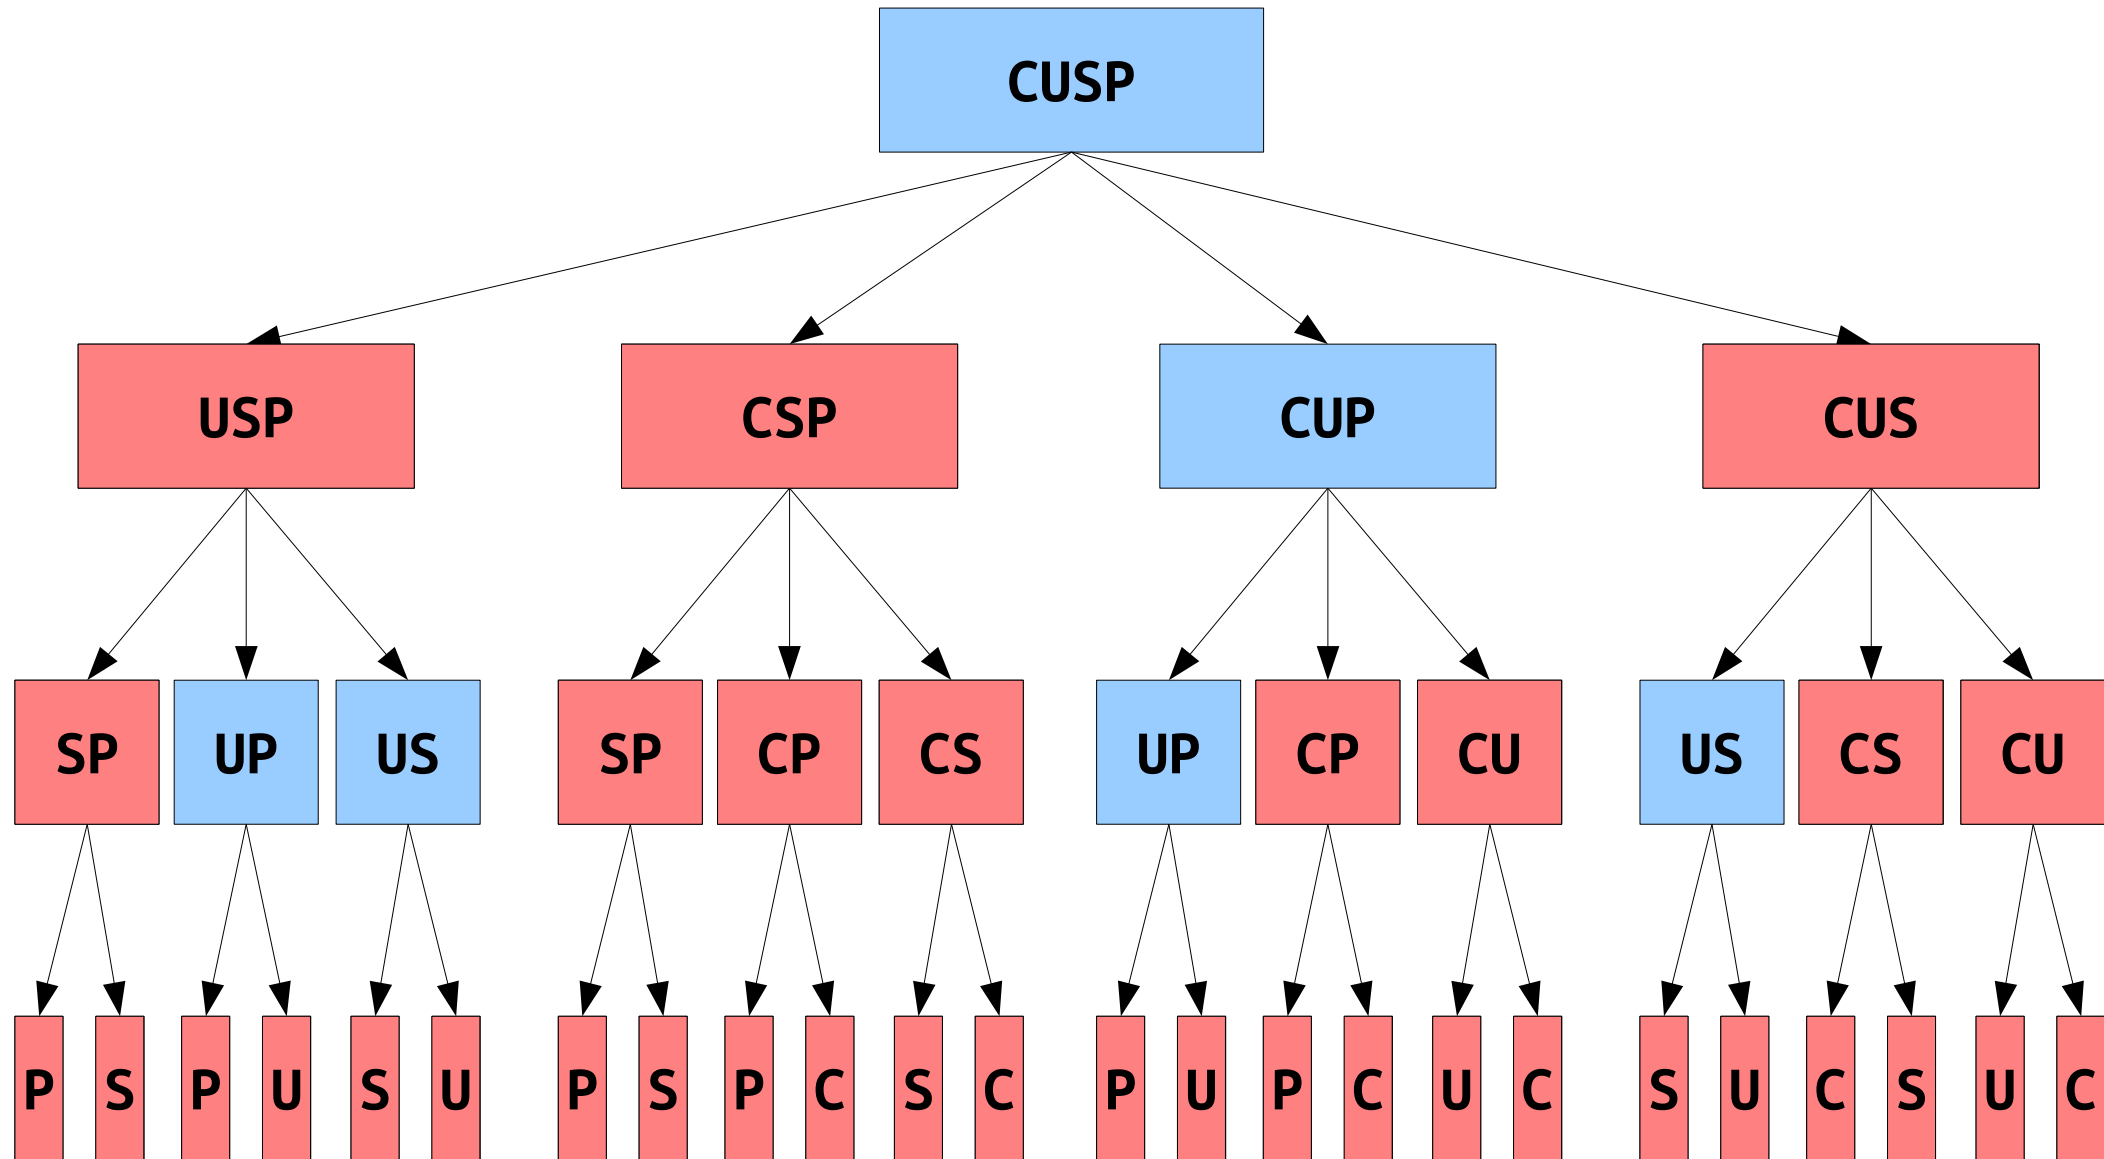 CUSP
USP CSP CUP CUS
SP UP US SP CP CS UP CP CU US CS CU
P S P U S U P S P C S C P U P C U C S U C S U C